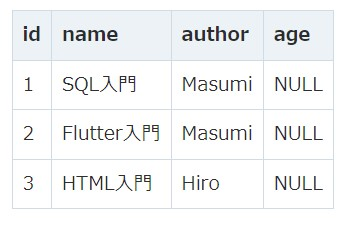 id name author age
1 SQL入門 Masumi NULL
2 Flutter入門 Masumi NULL
3 HTML入門 Hiro NULL